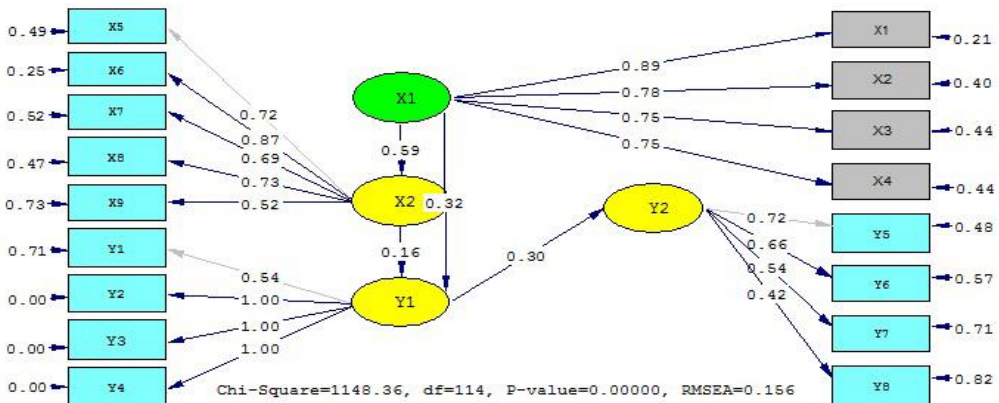 0.49 X5
0.25 X6
0.52 X7
0.47 X8
0.73 X9
0.71 Y1
0.00 Y2
0.00 Y3
0.00 Y4
0.72
0.87
0.69
0.73
0.52
0.54
1.00
1.00
1.00
X1
0.59
X2
0.32
0.16
Y1
0.30
Y2
0.89
0.78
0.75
0.75
0.72
0.66
0.54
0.42
X1 0.21
X2 0.40
X3 0.44
X4 0.44
Y5 0.48
Y6 0.57
Y7 0.71
Y8 0.82
Chi-Square=1148.36, df=114, P-value=0.00000, RMSEA=0.156